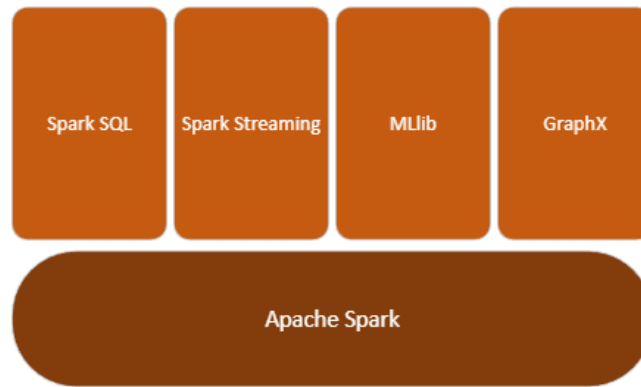 Spark SQL
Spark Streaming
MLlib
GraphX
Apache Spark